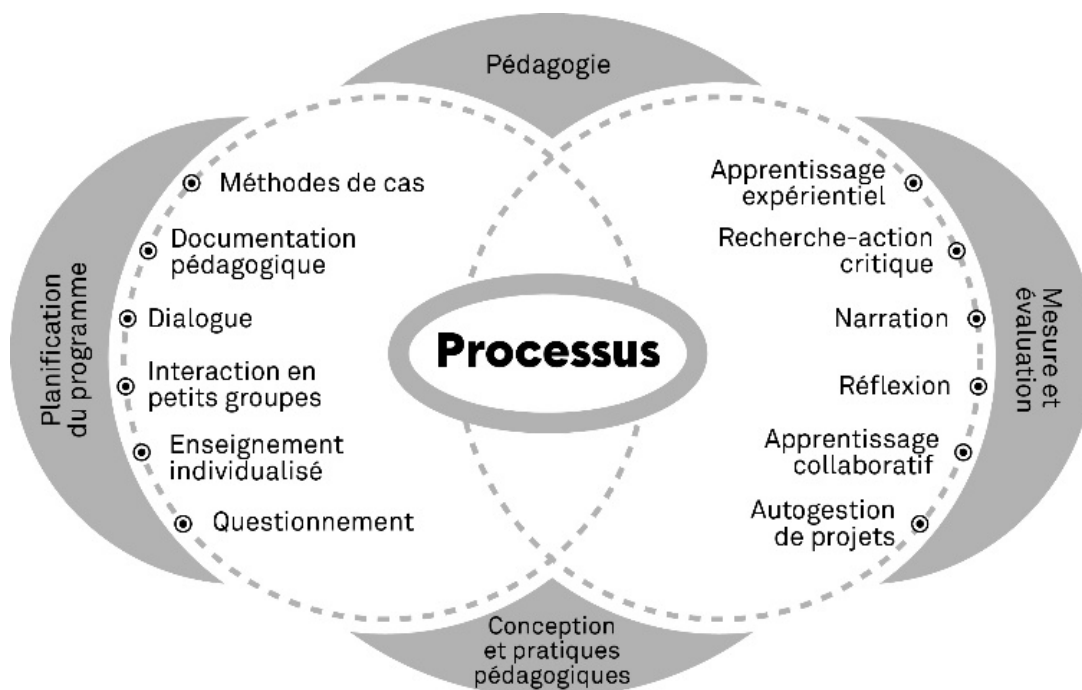 Pédagogie
Planification
du programme
Méthodes de cas
Documentation
pédagogique
Dialogue
Interaction en
petits groupes
Enseignement
individualisé
Questionnement
Processus
Apprentissage
expérientiel
Recherche-action
critique
Narration
Réflexion
Apprentissage
collaboratif
Autogestion
de projets
Mesure et
évaluation
Conception
et pratiques
pédagogiques